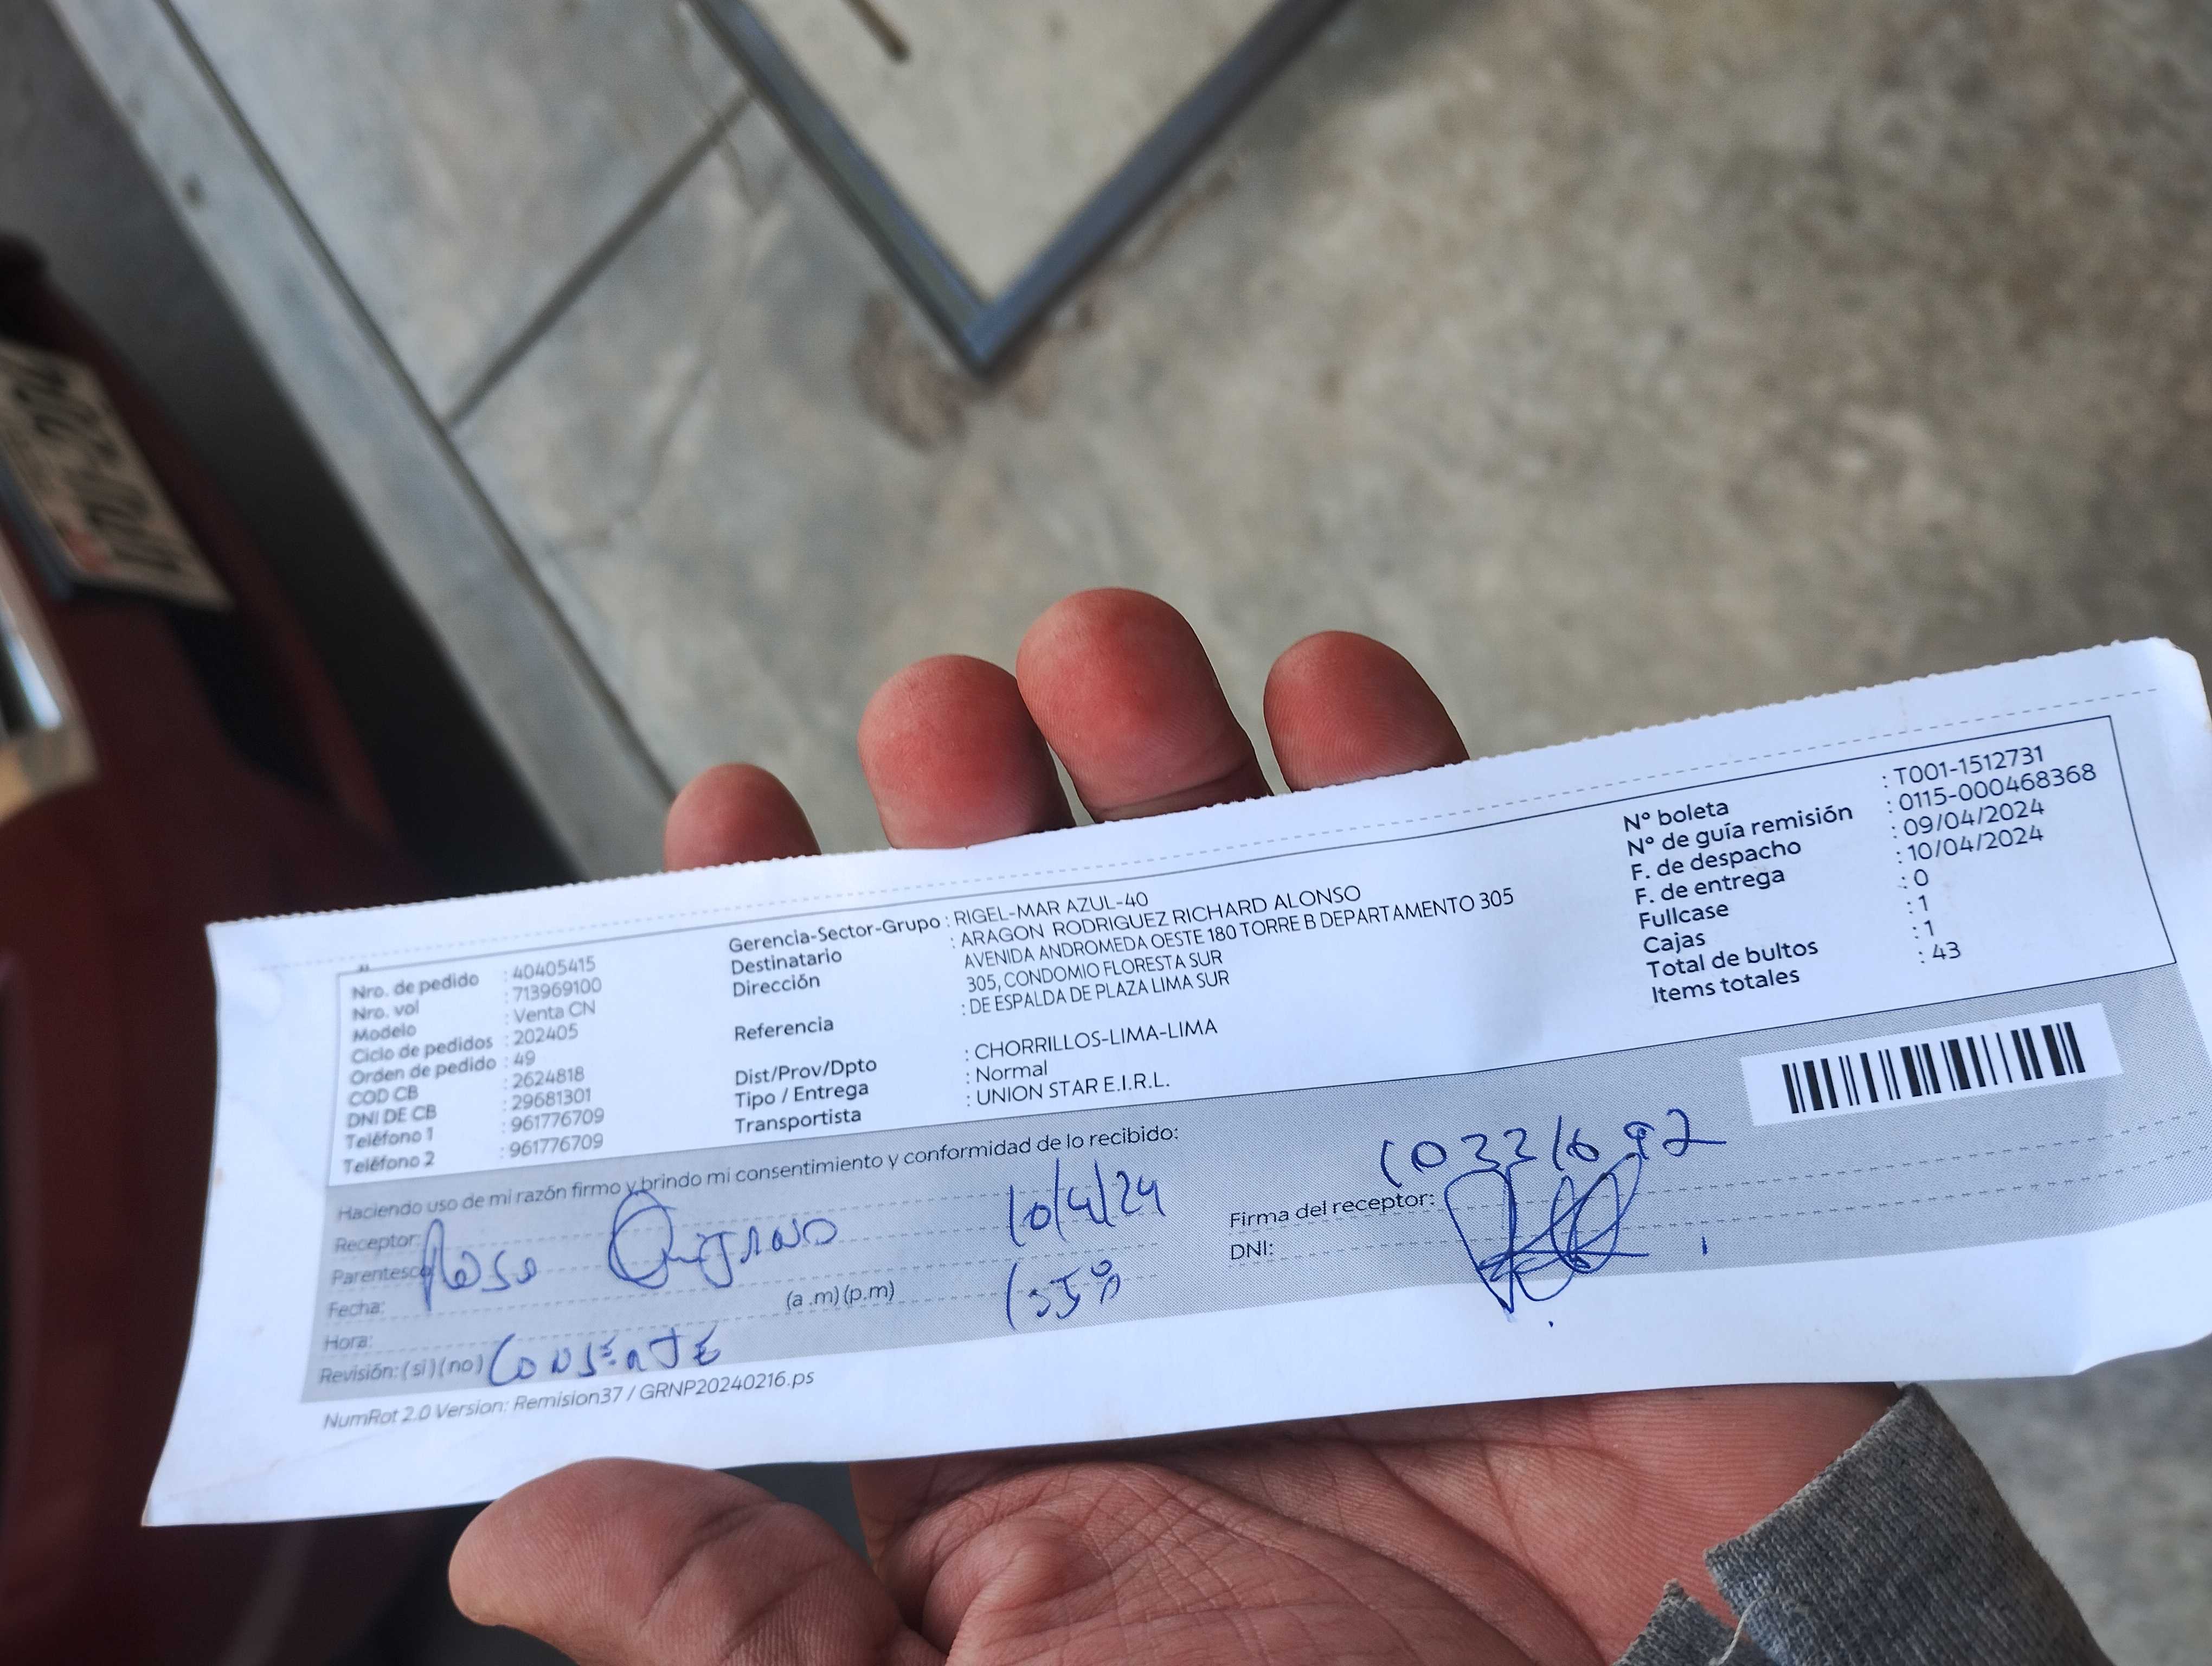 Nro. de pedido : 40405415
Nro. vol : 713969100
Modelo : Venta CN
Ciclo de pedidos : 202405
Orden de pedido : 49
COD CB : 2624818
DNI DE CB : 29681301
Teléfono 1 : 961776709
Teléfono 2 : 961776709
Gerencia-Sector-Grupo : RIGEL-MAR AZUL-40
Destinatario : ARAGON RODRIGUEZ RICHARD ALONSO
Dirección AVENIDA ANDROMEDA OESTE 180 TORRE B DEPARTAMENTO 305
305, CONDOMIO FLORESTA SUR
Referencia : DE ESPALDA DE PLAZA LIMA SUR
Dist/Prov/Dpto : CHORRILLOS-LIMA-LIMA
Tipo / Entrega : Normal
Transportista : UNION STAR E.I.R.L.
Nº boleta : T001-1512731
Nº de guía remisión : 0115-000468368
F. de despacho : 09/04/2024
F. de entrega : 10/04/2024
Fullcase : 0
Cajas : 1
Total de bultos : 1
Items totales : 43
Haciendo uso de mi razón firmo y brindo mi consentimiento y conformidad de lo recibido:
Receptor:
Parentesco
Fecha: 10/4/24
Hora: (a.m)(p.m)
Revisión: (si)(no)
Firma del receptor:
DNI:
NumRot 2.0 Version: Remision37 / GRNP20240216.ps